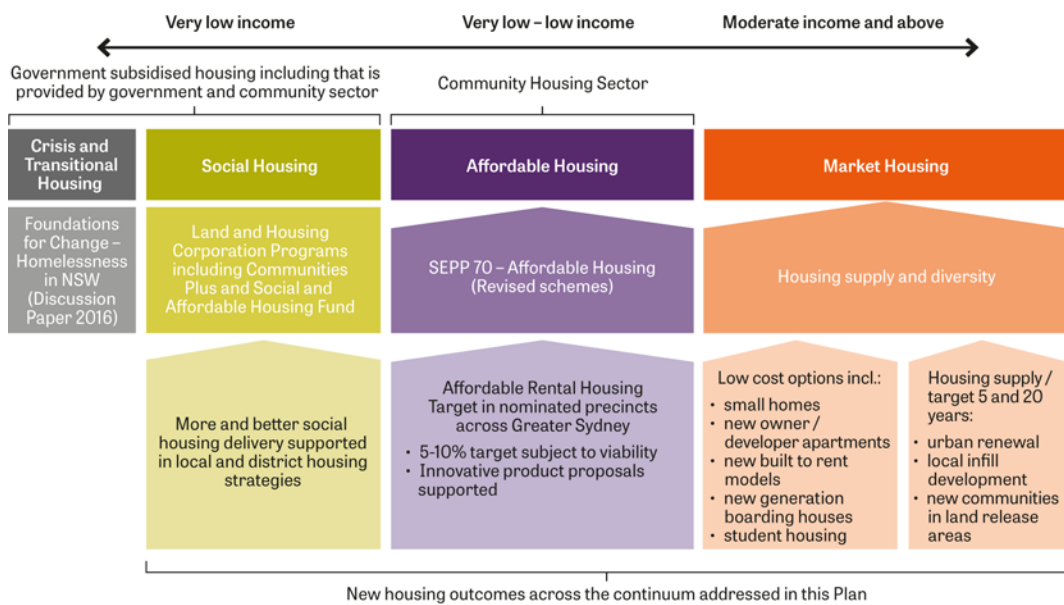 Very low income
Very low – low income
Moderate income and above
Government subsidised housing including that is
provided by government and community sector
Community Housing Sector
Crisis and
Transitional
Housing
Social Housing
Affordable Housing
Market Housing
Foundations
for Change –
Homelessness
in NSW
(Discussion
Paper 2016)
Land and Housing
Corporation Programs
including Communities
Plus and Social and
Affordable Housing Fund
SEPP 70 – Affordable Housing
(Revised schemes)
Housing supply and diversity
More and better social
housing delivery supported
in local and district housing
strategies
Affordable Rental Housing
Target in nominated precincts
across Greater Sydney
• 5-10% target subject to viability
• Innovative product proposals
supported
Low cost options incl.:
• small homes
• new owner /
developer apartments
• new built to rent
models
• new generation
boarding houses
• student housing
Housing supply /
target 5 and 20
years:
• urban renewal
• local infill
development
• new communities
in land release
areas
New housing outcomes across the continuum addressed in this Plan